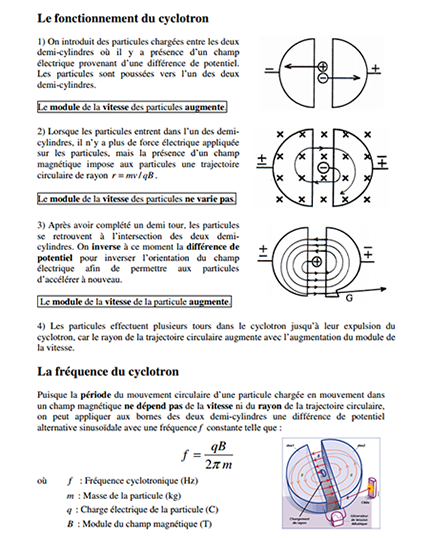 Le fonctionnement du cyclotron
1) On introduit des particules chargées entre les deux
demi-cylindres où il y a présence d'un champ
électrique provenant d'une différence de potentiel.
Les particules sont poussées vers l'un des deux
demi-cylindres.
Le module de la vitesse des particules augmente.
− + − +
2) Lorsque les particules entrent dans l'un des demi-
cylindres, il n'y a plus de force électrique appliquée
sur les particules, mais la présence d'un champ
magnétique impose aux particules une trajectoire
circulaire de rayon r = mv / qB .
Le module de la vitesse des particules ne varie pas.
3) Après avoir complété un demi tour, les particules
se retrouvent à l'intersection des deux demi-
cylindres. On inverse à ce moment la différence de
potentiel pour inverser l'orientation du champ
électrique afin de permettre aux particules
d'accélérer à nouveau.
G
Le module de la vitesse de la particule augmente.
4) Les particules effectuent plusieurs tours dans le cyclotron jusqu'à leur expulsion du
cyclotron, car le rayon de la trajectoire circulaire augmente avec l'augmentation du module de
la vitesse.
La fréquence du cyclotron
Puisque la période du mouvement circulaire d'une particule chargée en mouvement dans
un champ magnétique ne dépend pas de la vitesse ni du rayon de la trajectoire circulaire,
on peut appliquer aux bornes des deux demi-cylindres une différence de potentiel
alternative sinusoïdale avec une fréquence f constante telle que :
f = qB / 2π m
où f : Fréquence cyclotronique (Hz)
m : Masse de la particule (kg)
q : Charge électrique de la particule (C)
B : Module du champ magnétique (T)
Cible
Changement
de rayon
Générateur
de tension